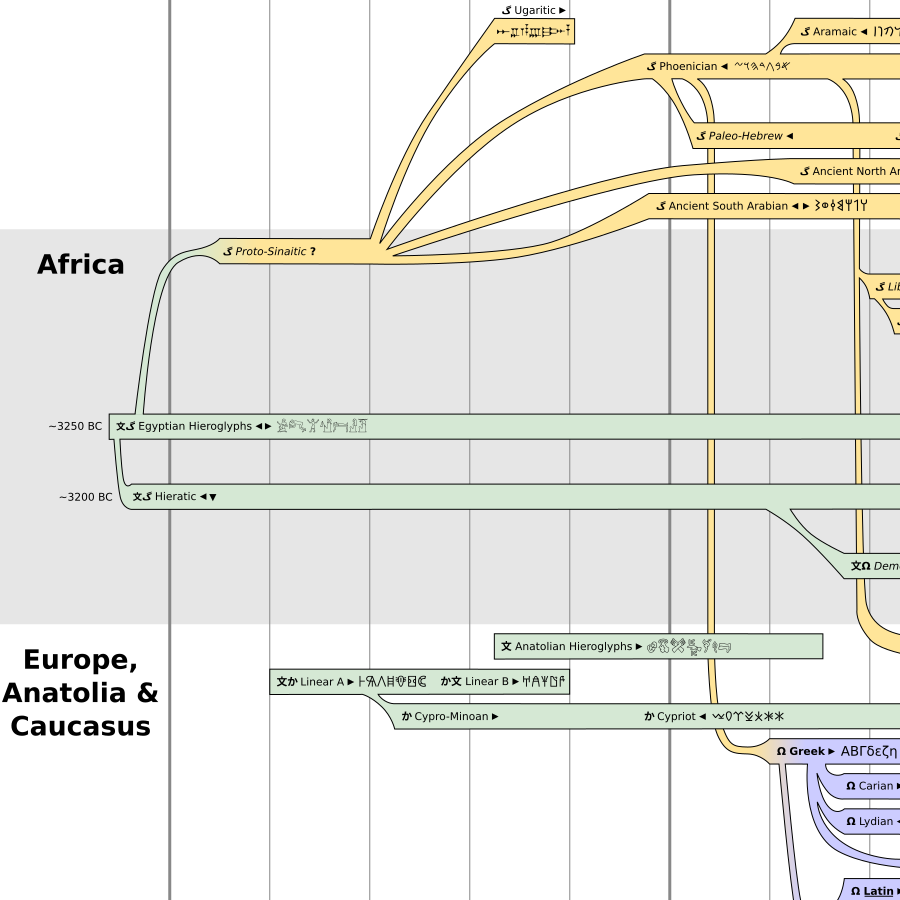 گ Ugaritic ▶
گ Aramaic ◀
گ Phoenician ◀
گ Paleo-Hebrew ◀
گ Ancient North Ar
گ Ancient South Arabian ◀ ▶
Africa
گ Proto-Sinaitic ?
گ Lib
~3250 BC 文گ Egyptian Hieroglyphs ◀ ▶
~3200 BC 文گ Hieratic ◀ ▼
文Ω Dem
Europe,
Anatolia &
Caucasus
文 Anatolian Hieroglyphs ▶
文か Linear A ▶
か文 Linear B ▶
か Cypro-Minoan ▶
か Cypriot ◀
Ω Greek ▶ ΑΒΓδεζη
Ω Carian ▶
Ω Lydian ◀
Ω Latin ▶